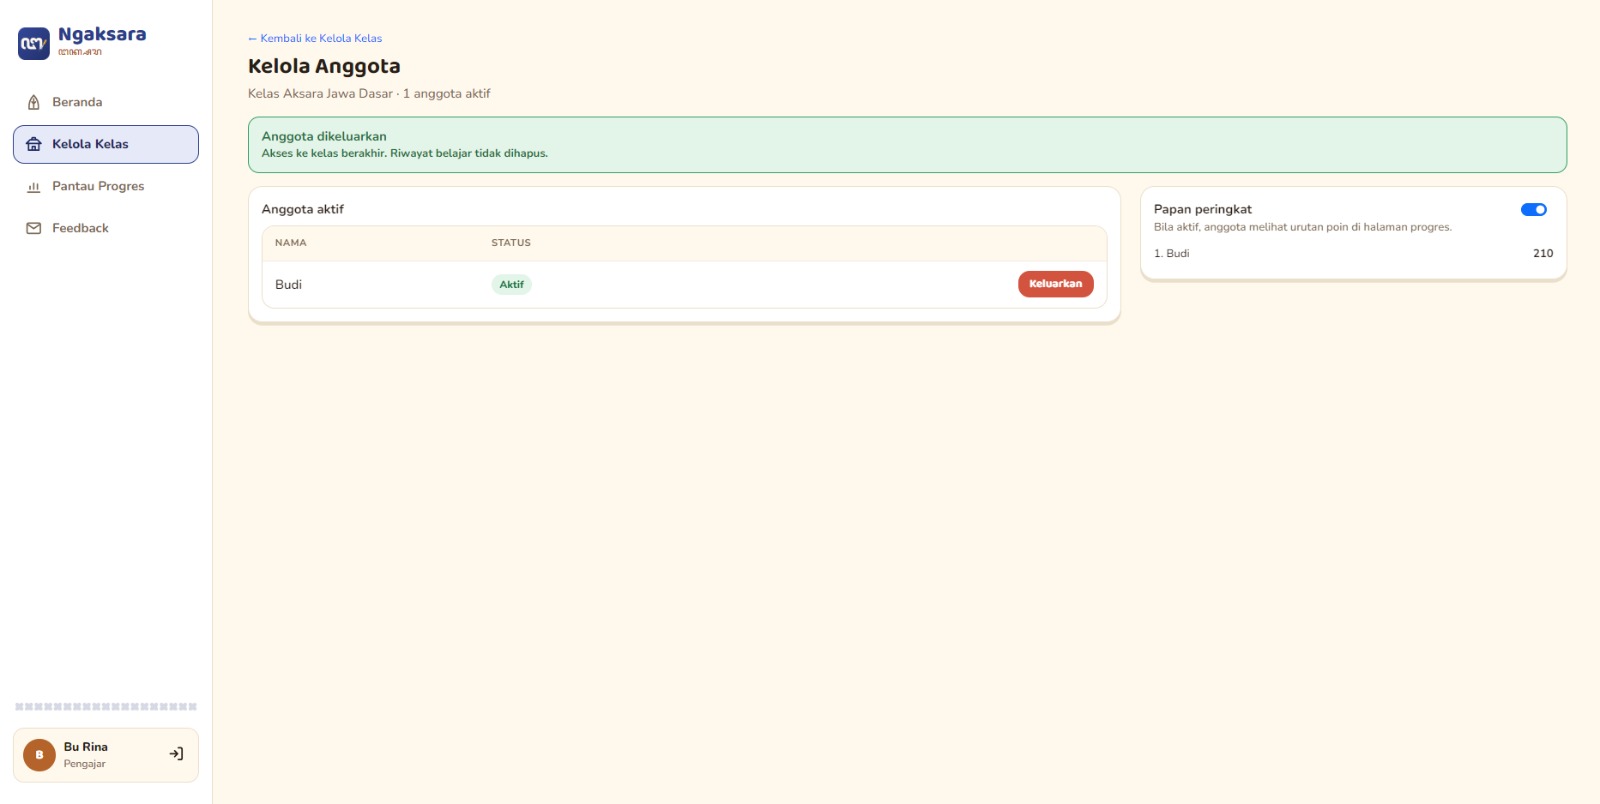 Ngaksara
Beranda
Kelola Kelas
Pantau Progres
Feedback
← Kembali ke Kelola Kelas
Kelola Anggota
Kelas Aksara Jawa Dasar · 1 anggota aktif
Anggota dikeluarkan
Akses ke kelas berakhir. Riwayat belajar tidak dihapus.
Anggota aktif
NAMA STATUS
Budi Aktif Keluarkan
Papan peringkat
Bila aktif, anggota melihat urutan poin di halaman progres.
1. Budi 210
B
Bu Rina
Pengajar